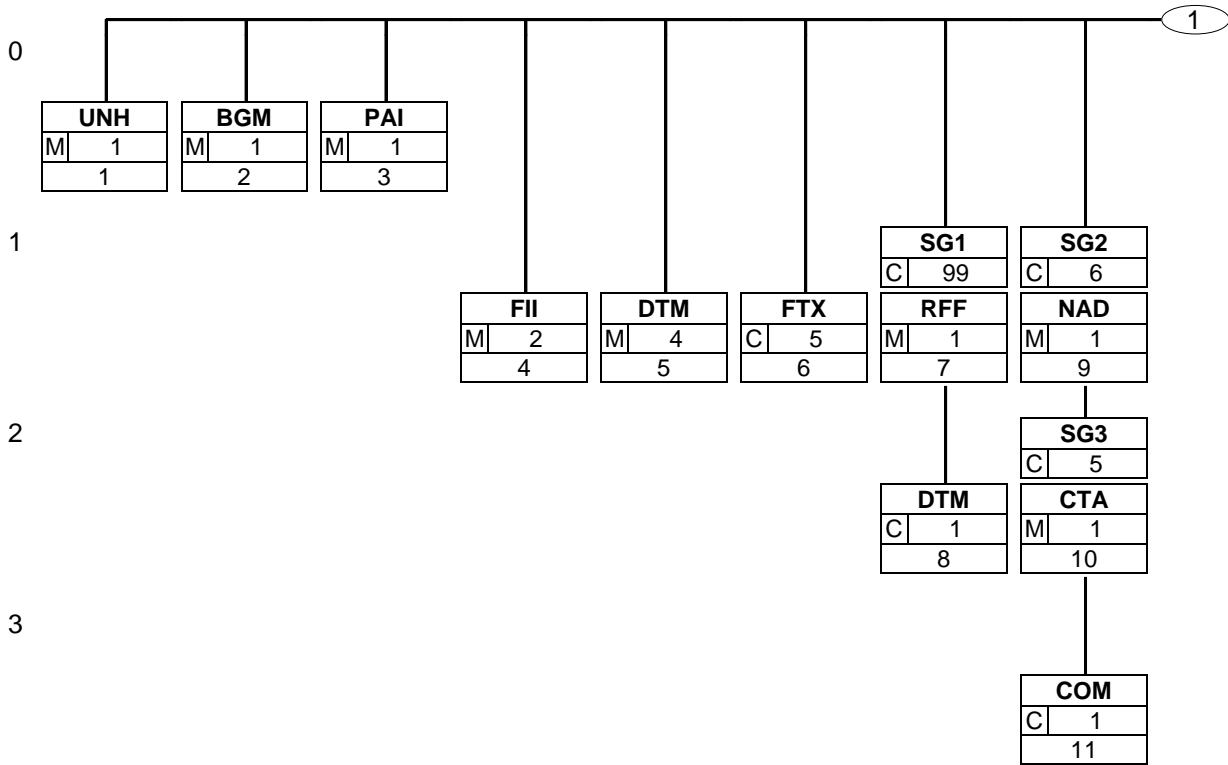 1
0
UNH BGM PAI
M 1 M 1 M 1
1 2 3
1
SG1 SG2
C 99 C 6
FII DTM FTX RFF NAD
M 2 M 4 C 5 M 1 M 1
4 5 6 7 9
2
SG3
C 5
DTM CTA
C 1 M 1
8 10
3
COM
C 1
11